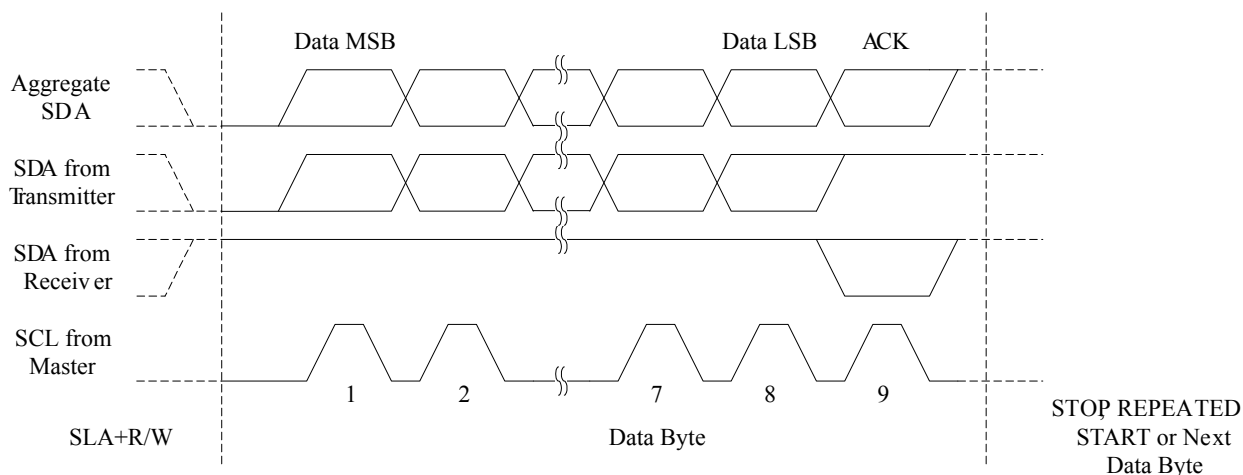 Data MSB
Data LSB
ACK
Aggregate
SDA
SDA from
Transmitter
SDA from
Receiver
SCL from
Master
1
2
7
8
9
SLA+R/W
Data Byte
STOP, REPEATED
START or Next
Data Byte